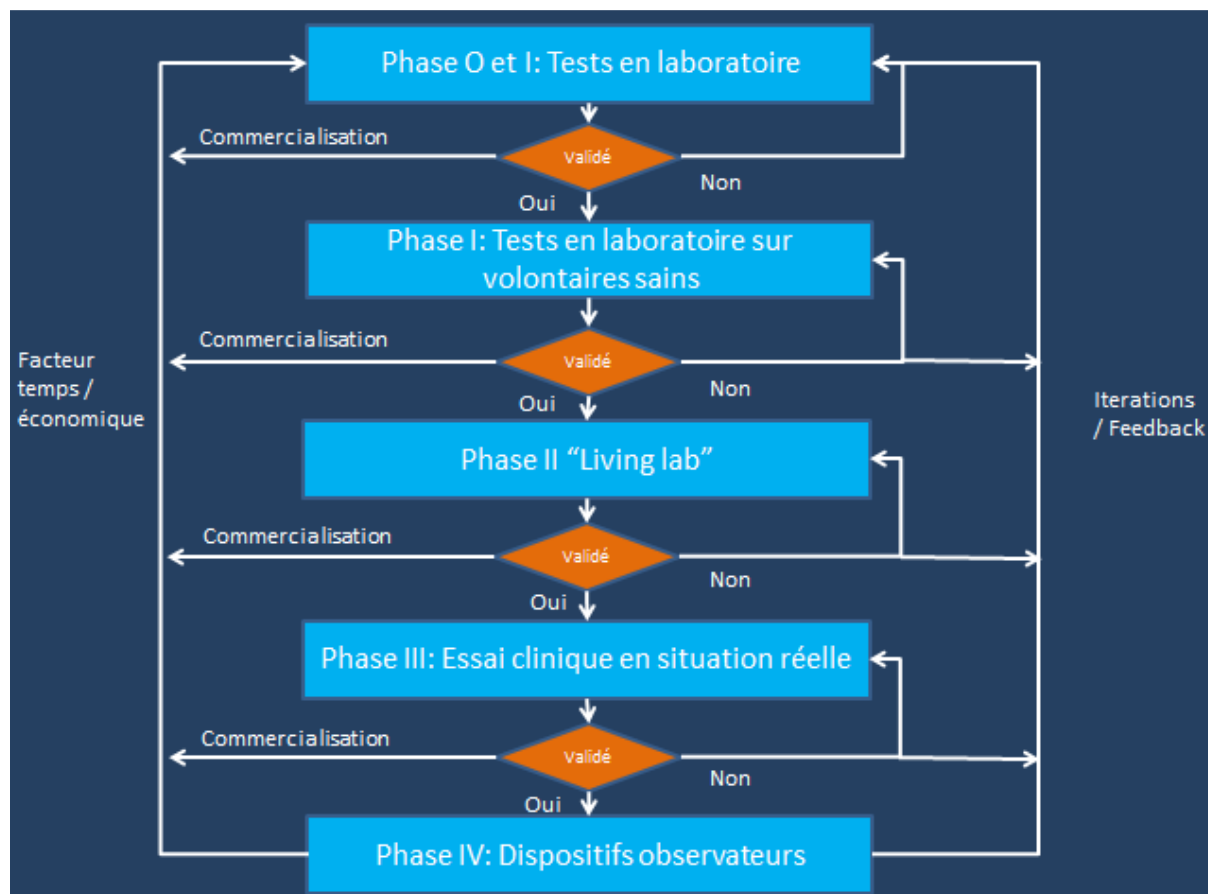 Phase O et I: Tests en laboratoire
Commercialisation
Validé
Non
Oui
Phase I: Tests en laboratoire sur
volontaires sains
Commercialisation
Validé
Non
Oui
Facteur
temps /
économique
Iterations
/ Feedback
Phase II “Living lab”
Commercialisation
Validé
Non
Oui
Phase III: Essai clinique en situation réelle
Commercialisation
Validé
Non
Oui
Phase IV: Dispositifs observateurs